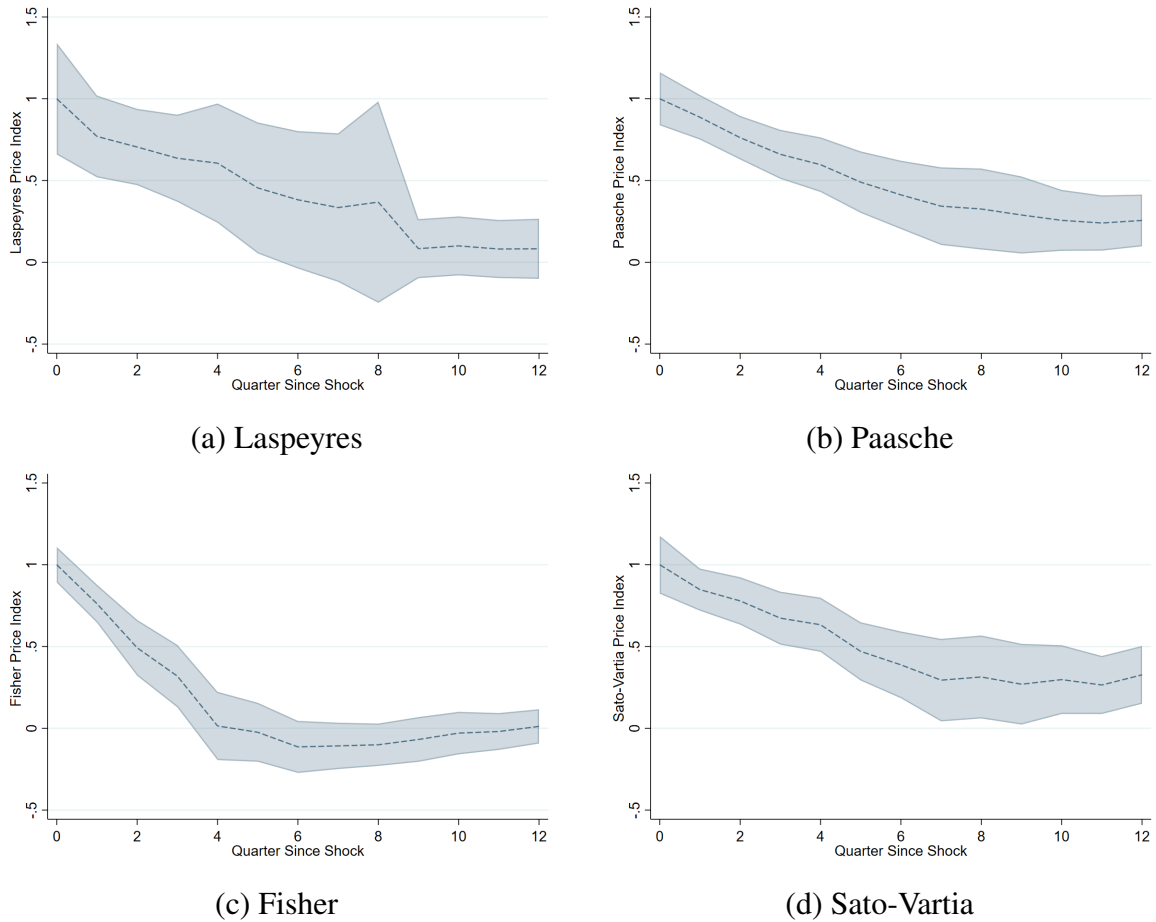 Laspeyres Price Index
1.5
1
.5
0
-.5
0 2 4 6 8 10 12
Quarter Since Shock
(a) Laspeyres
Paasche Price Index
1.5
1
.5
0
-.5
0 2 4 6 8 10 12
Quarter Since Shock
(b) Paasche
Fisher Price Index
1.5
1
.5
0
-.5
0 2 4 6 8 10 12
Quarter Since Shock
(c) Fisher
Sato-Vartia Price Index
1.5
1
.5
0
-.5
0 2 4 6 8 10 12
Quarter Since Shock
(d) Sato-Vartia